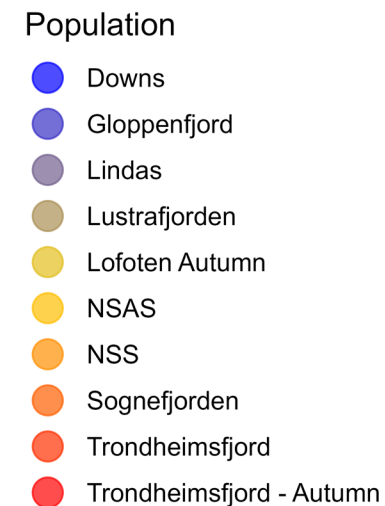 Population
Downs
Gloppenfjord
Lindas
Lustrafjorden
Lofoten Autumn
NSAS
NSS
Sognefjorden
Trondheimsfjord
Trondheimsfjord - Autumn